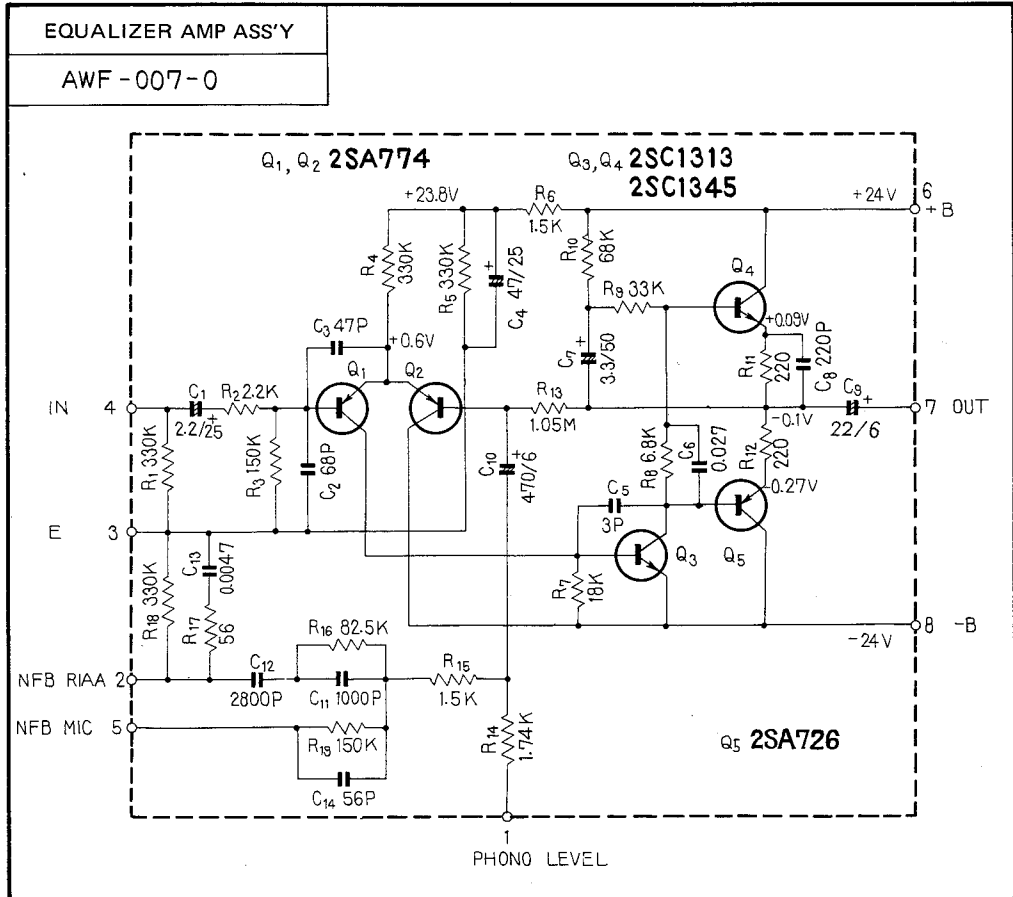 EQUALIZER AMP ASS'Y
AWF-007-0
Q1, Q2 2SA774
Q3, Q4 2SC1313
2SC1345
+23.8V
R6
1.5K
+24V
6
+B
R4
330K
R5 330K
C4 47/25
+
R10
68K
R9 33K
Q4
C3 47P
+0.6V
C7
3.3/50
+
+0.09V
R11
220
C8 220P
Q1
Q2
IN
4
C1
2.2/25
+
R2 2.2K
R13
1.05M
C9
+
22/6
7
OUT
-0.1V
R1 330K
R3 150K
C2 68P
C10
470/6
+
R8 6.8K
C6
0.027
R12
220
-0.27V
C5
3P
E
3
Q3
Q5
C13
0.0047
R7
18K
R18 330K
R17
56
R16 82.5K
-24V
8
-B
NFB RIAA
2
C12
2800P
C11 1000P
R15
1.5K
NFB MIC
5
R19 150K
R14
1.74K
Q5 2SA726
C14 56P
1
PHONO LEVEL